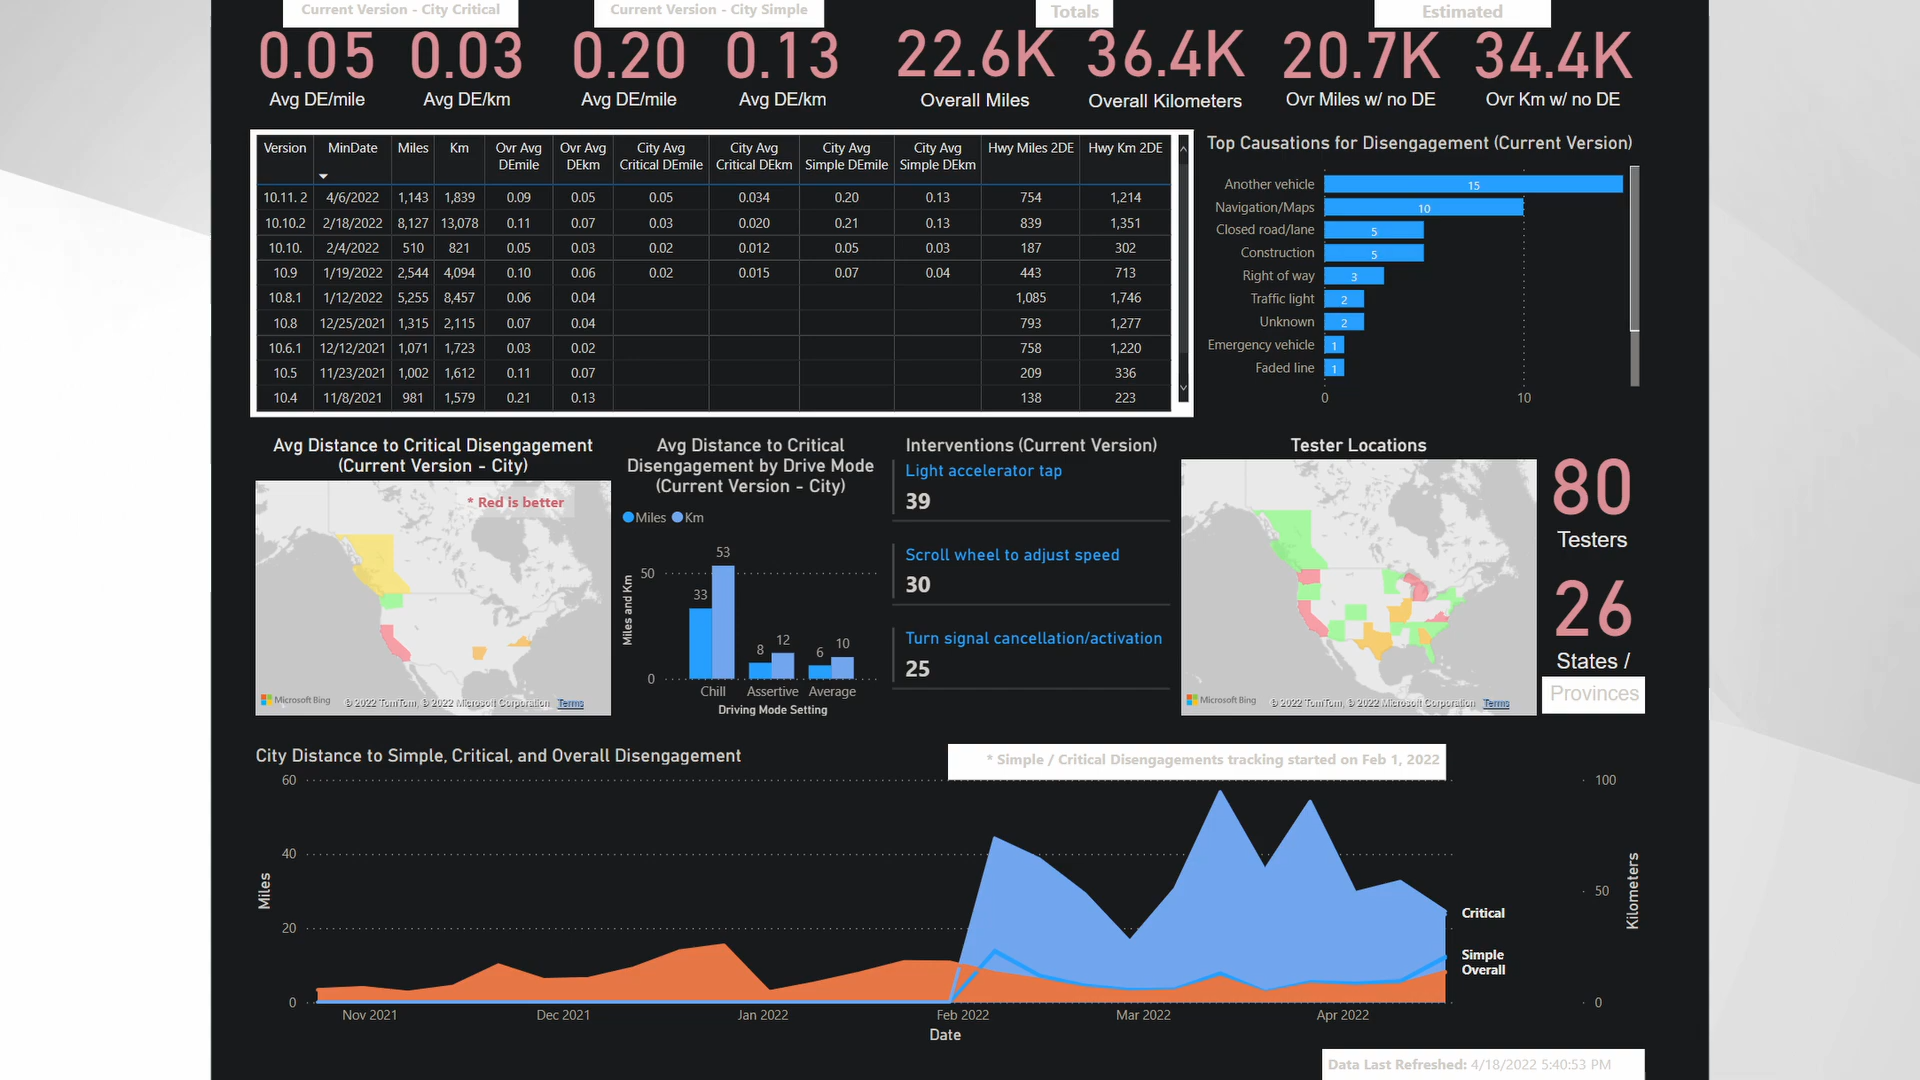 Current Version - City Critical
Current Version - City Simple
Totals
Estimated
0.05
0.03
0.20
0.13
22.6K
36.4K
20.7K
34.4K
Avg DE/mile
Avg DE/km
Avg DE/mile
Avg DE/km
Overall Miles
Overall Kilometers
Ovr Miles w/ no DE
Ovr Km w/ no DE
Version MinDate Miles Km Ovr Avg DEmile Ovr Avg DEkm City Avg Critical DEmile City Avg Critical DEkm City Avg Simple DEmile City Avg Simple DEkm Hwy Miles 2DE Hwy Km 2DE
10.11. 2 4/6/2022 1,143 1,839 0.09 0.05 0.05 0.034 0.20 0.13 754 1,214
10.10.2 2/18/2022 8,127 13,078 0.11 0.07 0.03 0.020 0.21 0.13 839 1,351
10.10. 2/4/2022 510 821 0.05 0.03 0.02 0.012 0.05 0.03 187 302
10.9 1/19/2022 2,544 4,094 0.10 0.06 0.02 0.015 0.07 0.04 443 713
10.8.1 1/12/2022 5,255 8,457 0.06 0.04 1,085 1,746
10.8 12/25/2021 1,315 2,115 0.07 0.04 793 1,277
10.6.1 12/12/2021 1,071 1,723 0.03 0.02 758 1,220
10.5 11/23/2021 1,002 1,612 0.11 0.07 209 336
10.4 11/8/2021 981 1,579 0.21 0.13 138 223
Top Causations for Disengagement (Current Version)
Another vehicle 15
Navigation/Maps 10
Closed road/lane 5
Construction 5
Right of way 3
Traffic light 2
Unknown 2
Emergency vehicle 1
Faded line 1
0 10
Avg Distance to Critical Disengagement
(Current Version - City)
* Red is better
Microsoft Bing
© 2022 TomTom, © 2022 Microsoft Corporation Terms
Avg Distance to Critical
Disengagement by Drive Mode
(Current Version - City)
Miles Km
Miles and Km
50
0
33
53
8
12
6
10
Chill Assertive Average
Driving Mode Setting
Interventions (Current Version)
Light accelerator tap
39
Scroll wheel to adjust speed
30
Turn signal cancellation/activation
25
Tester Locations
Microsoft Bing
© 2022 TomTom, © 2022 Microsoft Corporation Terms
80
Testers
26
States /
Provinces
City Distance to Simple, Critical, and Overall Disengagement
* Simple / Critical Disengagements tracking started on Feb 1, 2022
60
40
20
0
Miles
100
50
0
Kilometers
Critical
Simple
Overall
Nov 2021 Dec 2021 Jan 2022 Feb 2022 Mar 2022 Apr 2022
Date
Data Last Refreshed: 4/18/2022 5:40:53 PM